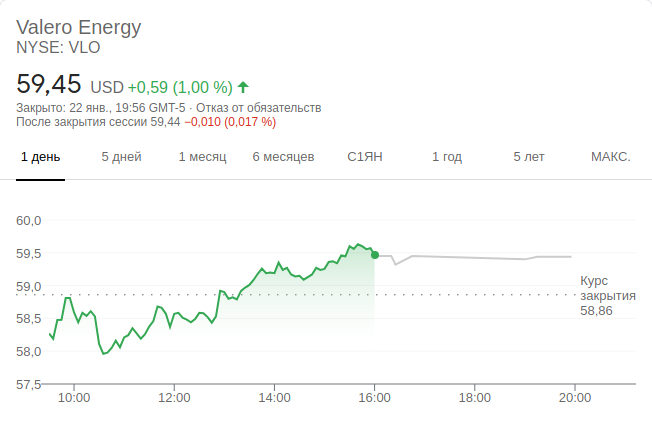 Valero Energy
NYSE: VLO
59,45 USD +0,59 (1,00 %)
Закрыто: 22 янв., 19:56 GMT-5 · Отказ от обязательств
После закрытия сессии 59,44 −0,010 (0,017 %)
1 день 5 дней 1 месяц 6 месяцев С1ЯН 1 год 5 лет МАКС.
60,0
59,5
59,0
58,5
58,0
57,5
Курс
закрытия
58,86
10:00 12:00 14:00 16:00 18:00 20:00